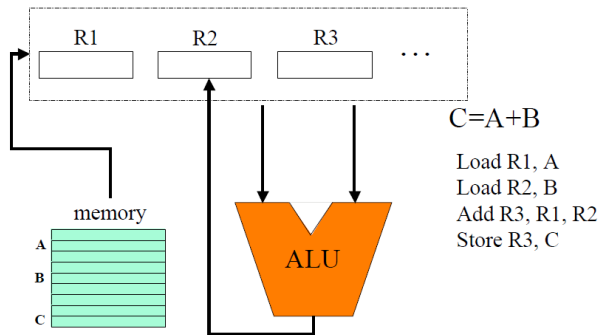 R1 R2 R3 ...
C=A+B
Load R1, A
Load R2, B
Add R3, R1, R2
Store R3, C
memory
A
B
C
ALU